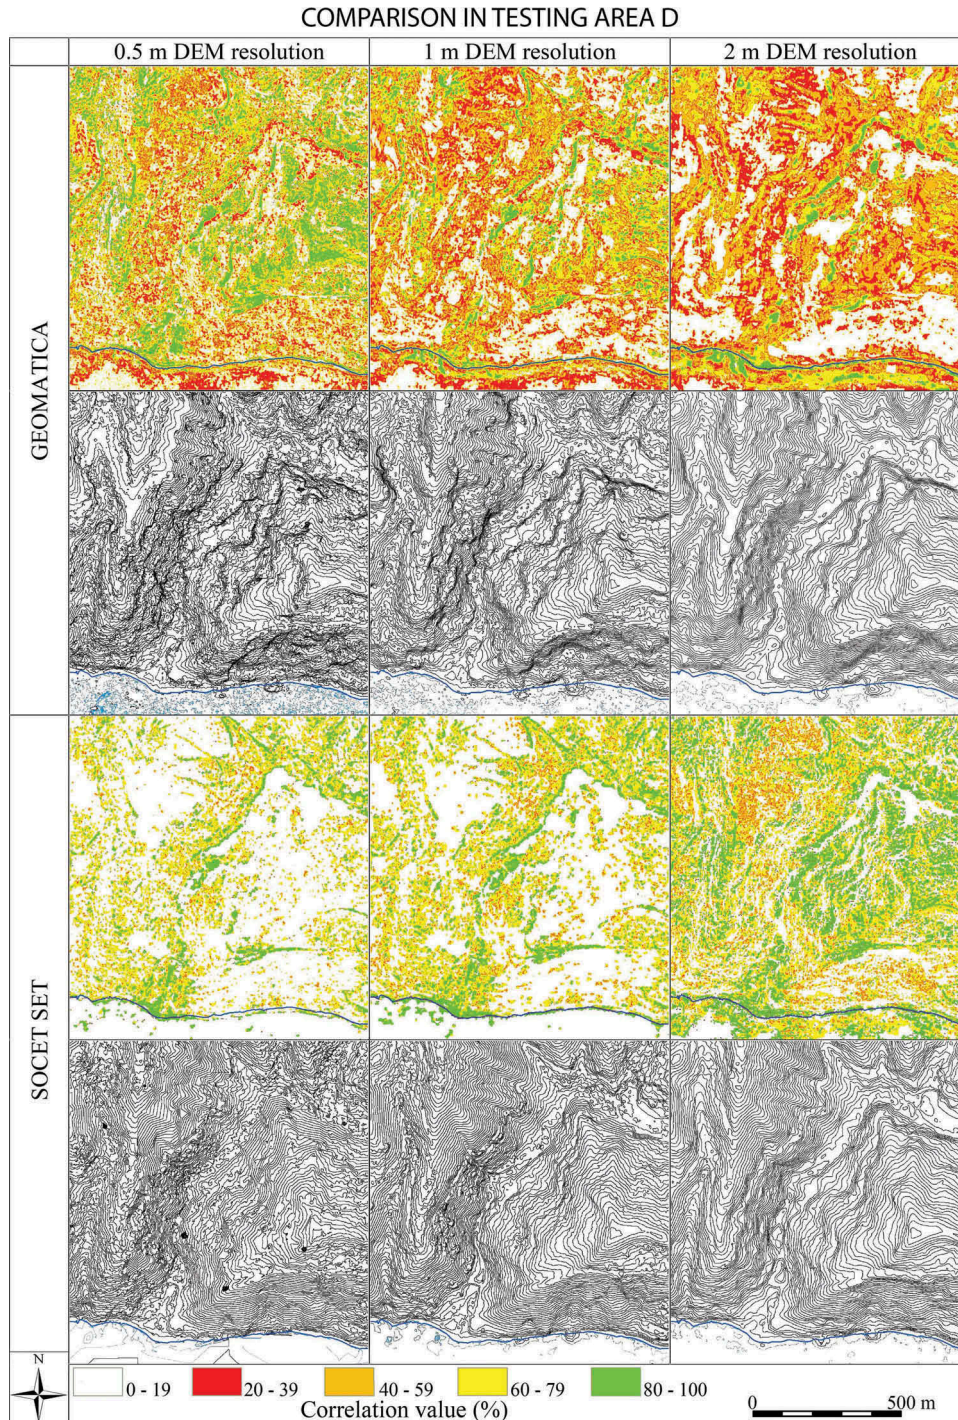 COMPARISON IN TESTING AREA D
0.5 m DEM resolution
1 m DEM resolution
2 m DEM resolution
GEOMATICA
SOCET SET
N
0 - 19
20 - 39
40 - 59
60 - 79
80 - 100
Correlation value (%)
0
500 m